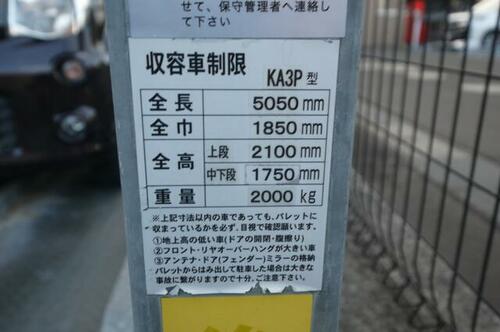 せて、保守管理者へ連絡し
て下さい
収容車制限 KA3P型
全長 5050mm
全巾 1850mm
全高 上段 2100mm
中下段 1750mm
重量 2000kg
※上記寸法以内の車であっても、パレットに
収まっているかを必ず、目視で確認願います。
①地上高の低い車(ドアの開閉・腹擦り)
②フロント・リヤオーバーハングが大きい車
③アンテナ・ドア(フェンダー)ミラーの格納
パレットからはみ出して駐車した場合は大きな
事故に繋がりますので十分、ご注意下さい。